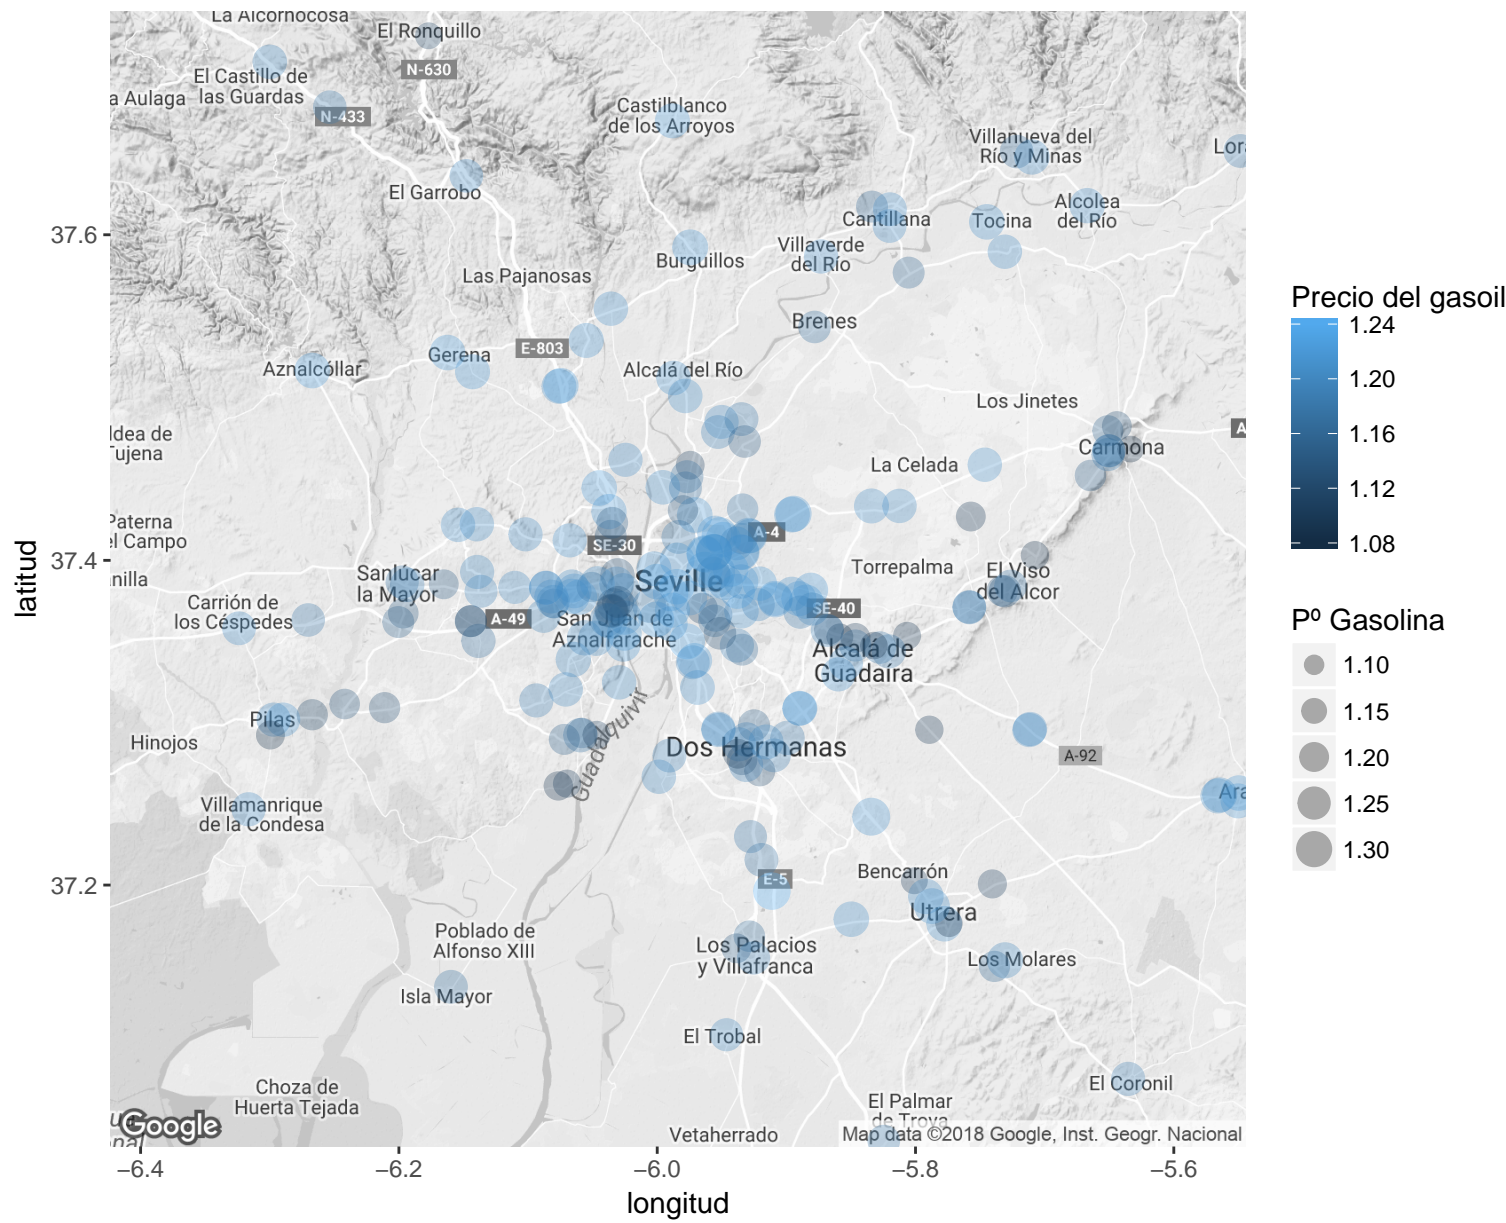 La Alcornocosa
El Ronquillo
N-630
El Castillo de
las Guardas
a Aulaga
N-433
Castilblanco
de los Arroyos
Villanueva del
Río y Minas
Lor
El Garrobo
Cantillana
Tocina
Alcolea
del Río
37.6
Burguillos
Villaverde
del Río
Las Pajanosas
Brenes
E-803
Gerena
Aznalcóllar
Alcalá del Río
Los Jinetes
A
ldea de
Tujena
Carmona
La Celada
Paterna
el Campo
A-4
SE-30
37.4
Torrepalma
El Viso
del Alcor
nilla
Sanlúcar
la Mayor
Seville
Carrión de
los Céspedes
A-49
SE-40
San Juan de
Aznalfarache
Alcalá de
Guadaíra
Guadalquivir
Pilas
Hinojos
Dos Hermanas
A-92
Ara
Villamanrique
de la Condesa
37.2
E-5
Bencarrón
Utrera
Poblado de
Alfonso XIII
Los Palacios
y Villafranca
Los Molares
Isla Mayor
El Trobal
El Coronil
Choza de
Huerta Tejada
El Palmar
de Troya
Google
Vetaherrado
Map data ©2018 Google, Inst. Geogr. Nacional
−6.4
−6.2
−6.0
−5.8
−5.6
longitud
latitud
Precio del gasoil
1.24
1.20
1.16
1.12
1.08
Pº Gasolina
1.10
1.15
1.20
1.25
1.30